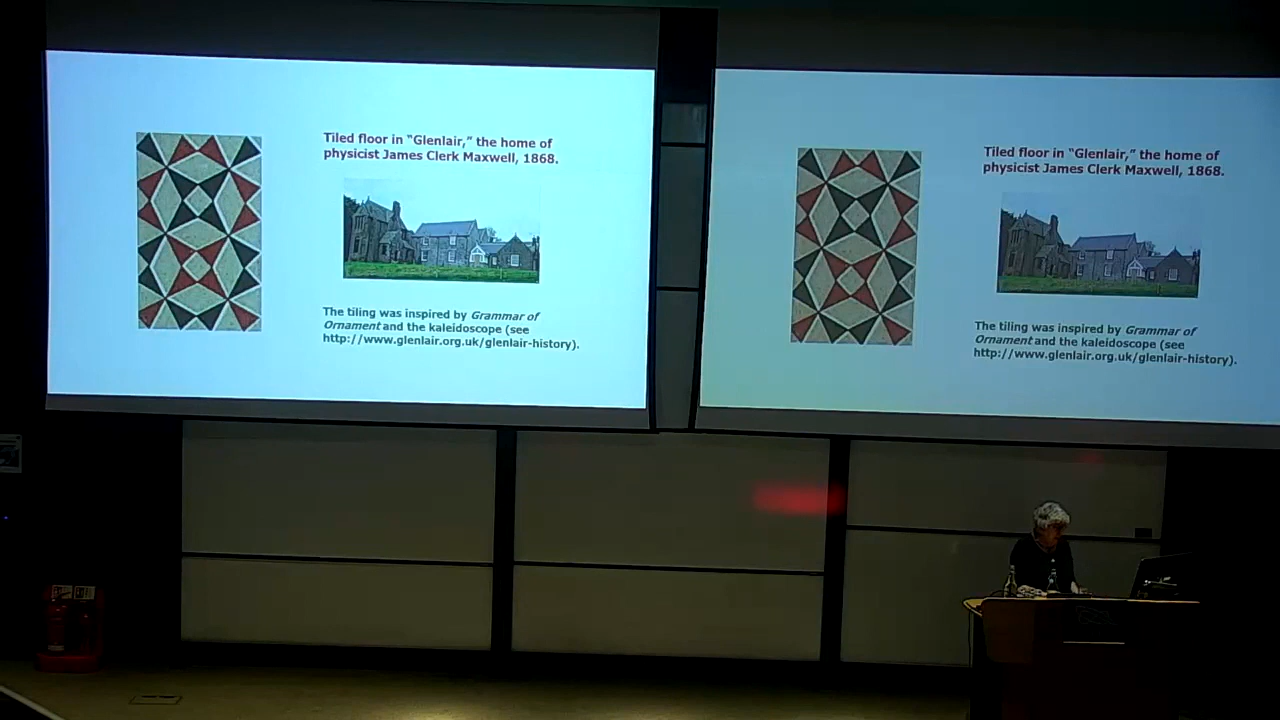 Tiled floor in “Glenlair,” the home of
physicist James Clerk Maxwell, 1868.
The tiling was inspired by Grammar of
Ornament and the kaleidoscope (see
http://www.glenlair.org.uk/glenlair-history).
Tiled floor in “Glenlair,” the home of
physicist James Clerk Maxwell, 1868.
The tiling was inspired by Grammar of
Ornament and the kaleidoscope (see
http://www.glenlair.org.uk/glenlair-history).